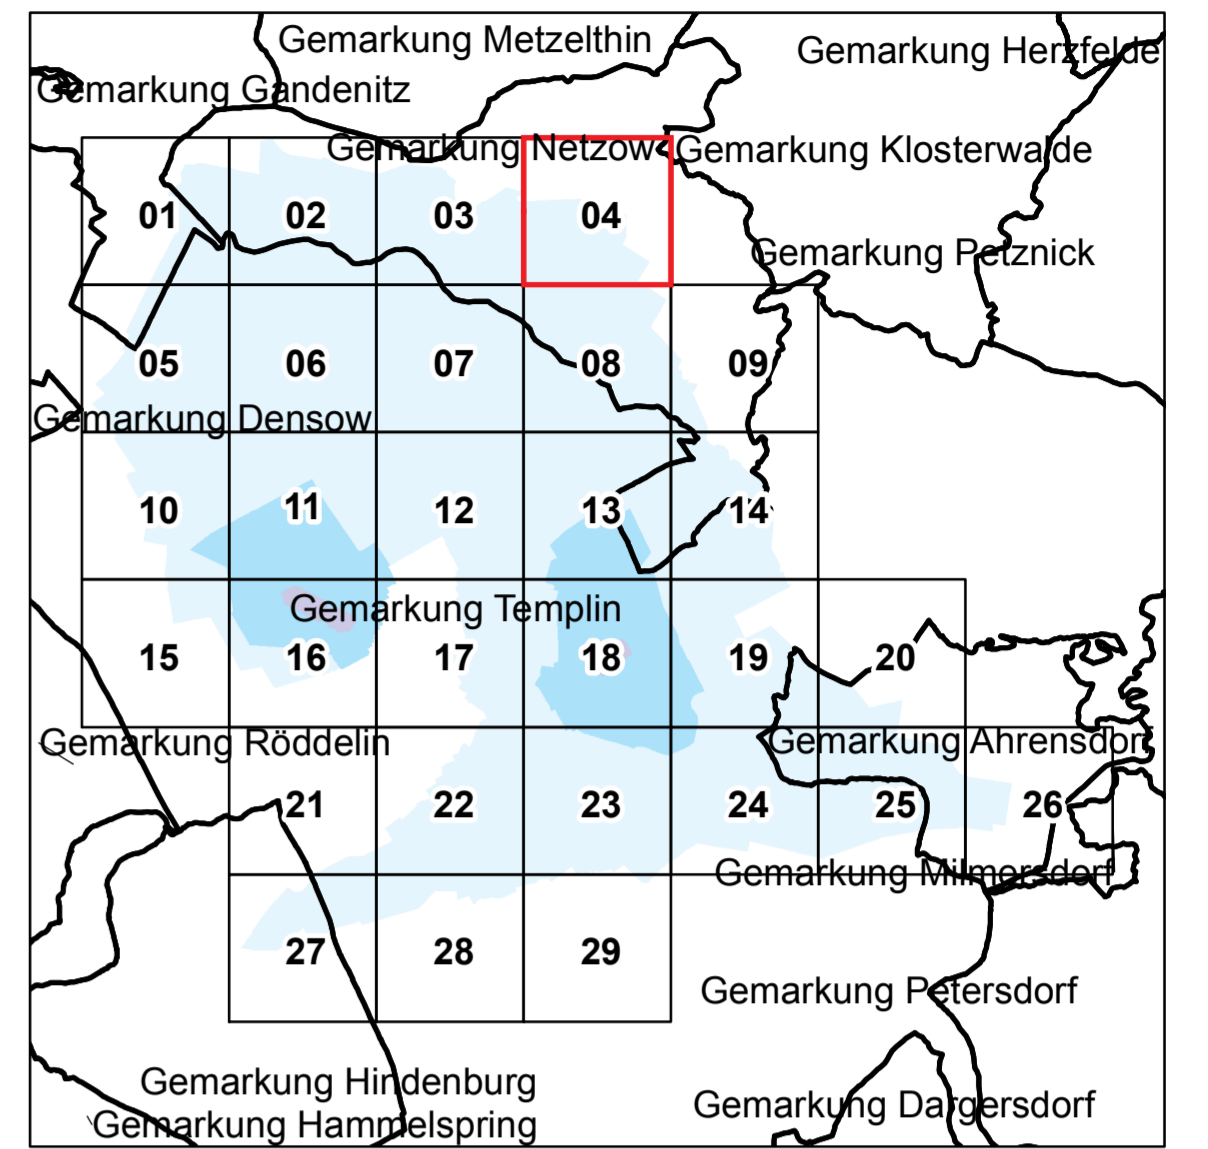 Gemarkung Metzelthin
Gemarkung Herzfelde
Gemarkung Gandenitz
Gemarkung Netzow
Gemarkung Klosterwalde
01 02 03 04
Gemarkung Petznick
05 06 07 08 09
Gemarkung Densow
10 11 12 13 14
Gemarkung Templin
15 16 17 18 19 20
Gemarkung Röddelin
Gemarkung Ahrensdorf
21 22 23 24 25 26
Gemarkung Milmersdorf
27 28 29
Gemarkung Petersdorf
Gemarkung Hindenburg
Gemarkung Dargersdorf
Gemarkung Hammelspring